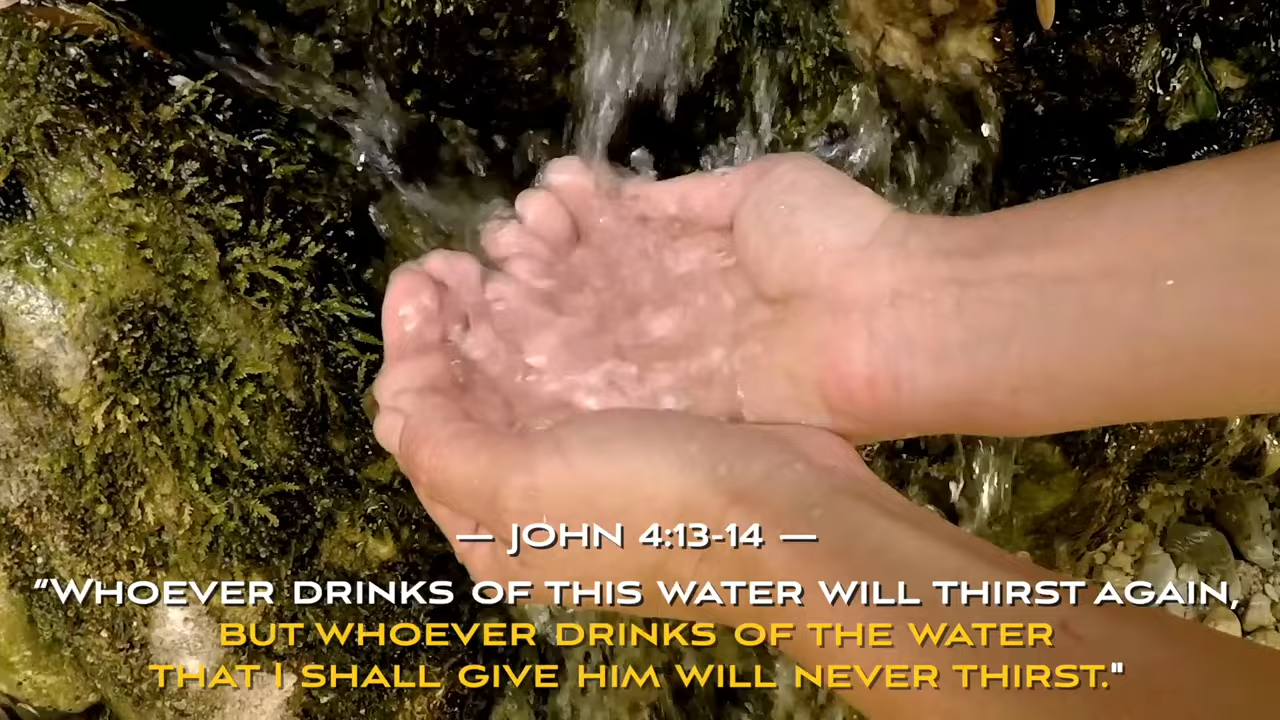 — JOHN 4:13-14 —
“WHOEVER DRINKS OF THIS WATER WILL THIRST AGAIN,
BUT WHOEVER DRINKS OF THE WATER
THAT I SHALL GIVE HIM WILL NEVER THIRST."